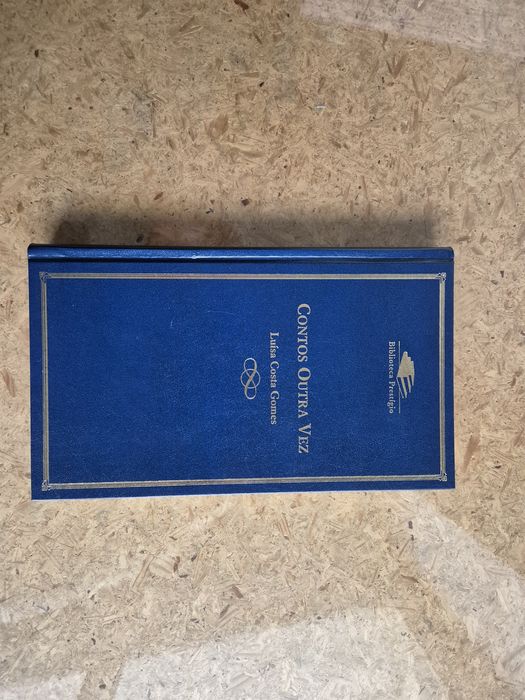 Biblioteca Prestígio
CONTOS OUTRA VEZ
Luísa Costa Gomes